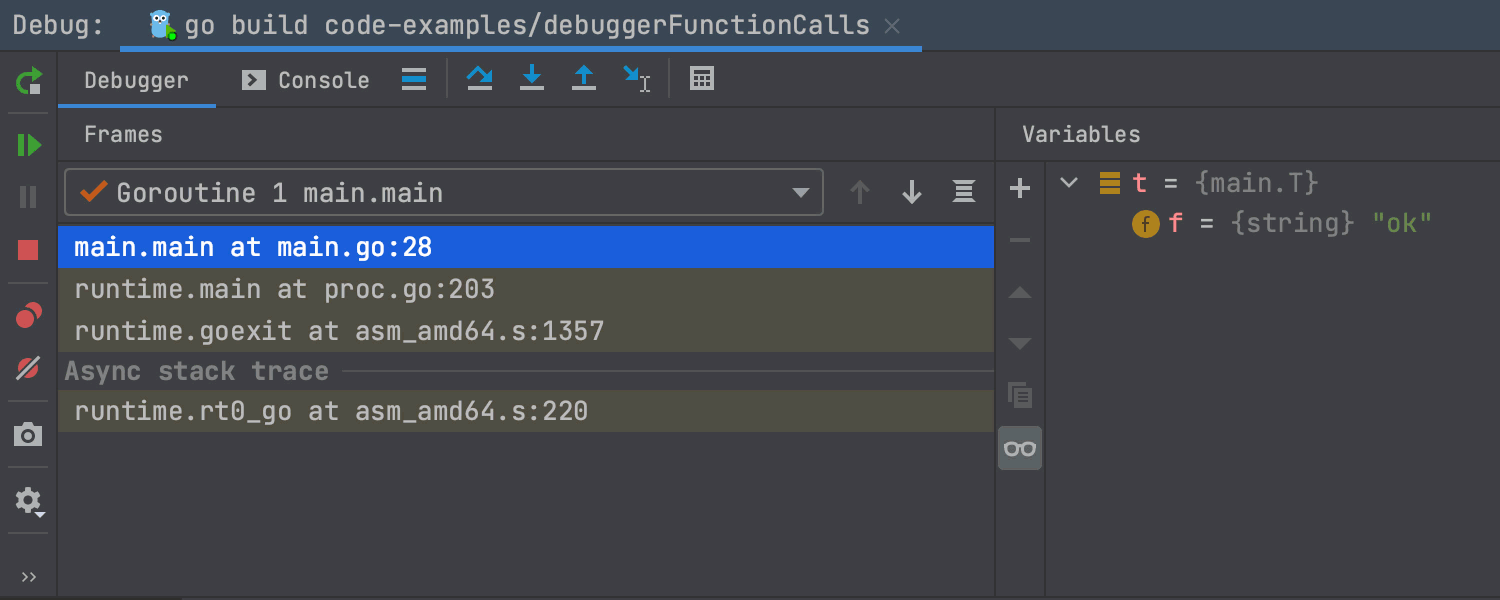 Debug: go build code-examples/debuggerFunctionCalls
Debugger Console
Frames
Variables
Goroutine 1 main.main
main.main at main.go:28
runtime.main at proc.go:203
runtime.goexit at asm_amd64.s:1357
Async stack trace
runtime.rt0_go at asm_amd64.s:220
t = {main.T}
f f = {string} "ok"